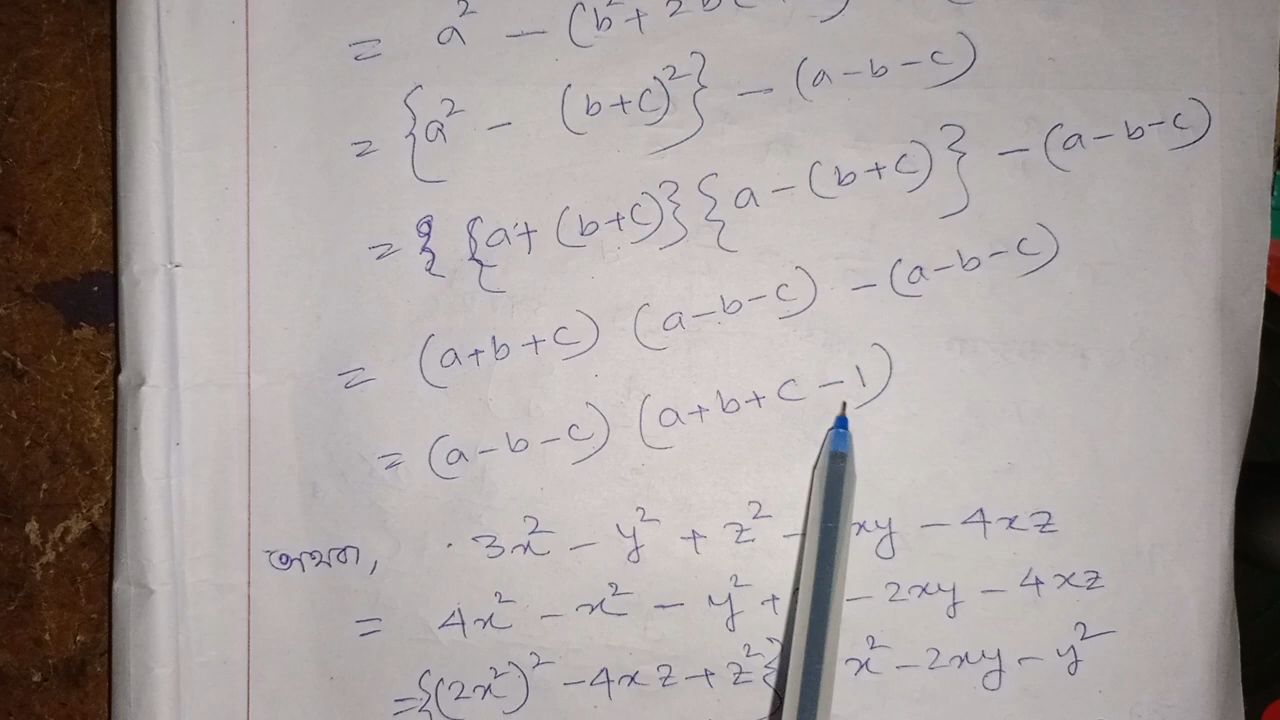 = a² – (b² + 2b
= {a² – (b+c)²} – (a–b–c)
= {a+(b+c)} {a–(b+c)} – (a–b–c)
= (a+b+c) (a–b–c) – (a–b–c)
= (a–b–c) (a+b+c–1)
অথবা, 3x² – y² + z² – xy – 4xz
= 4x² – x² – y² + – 2xy – 4xz
= {(2x²)² – 4xz + z²} x² – 2xy – y²